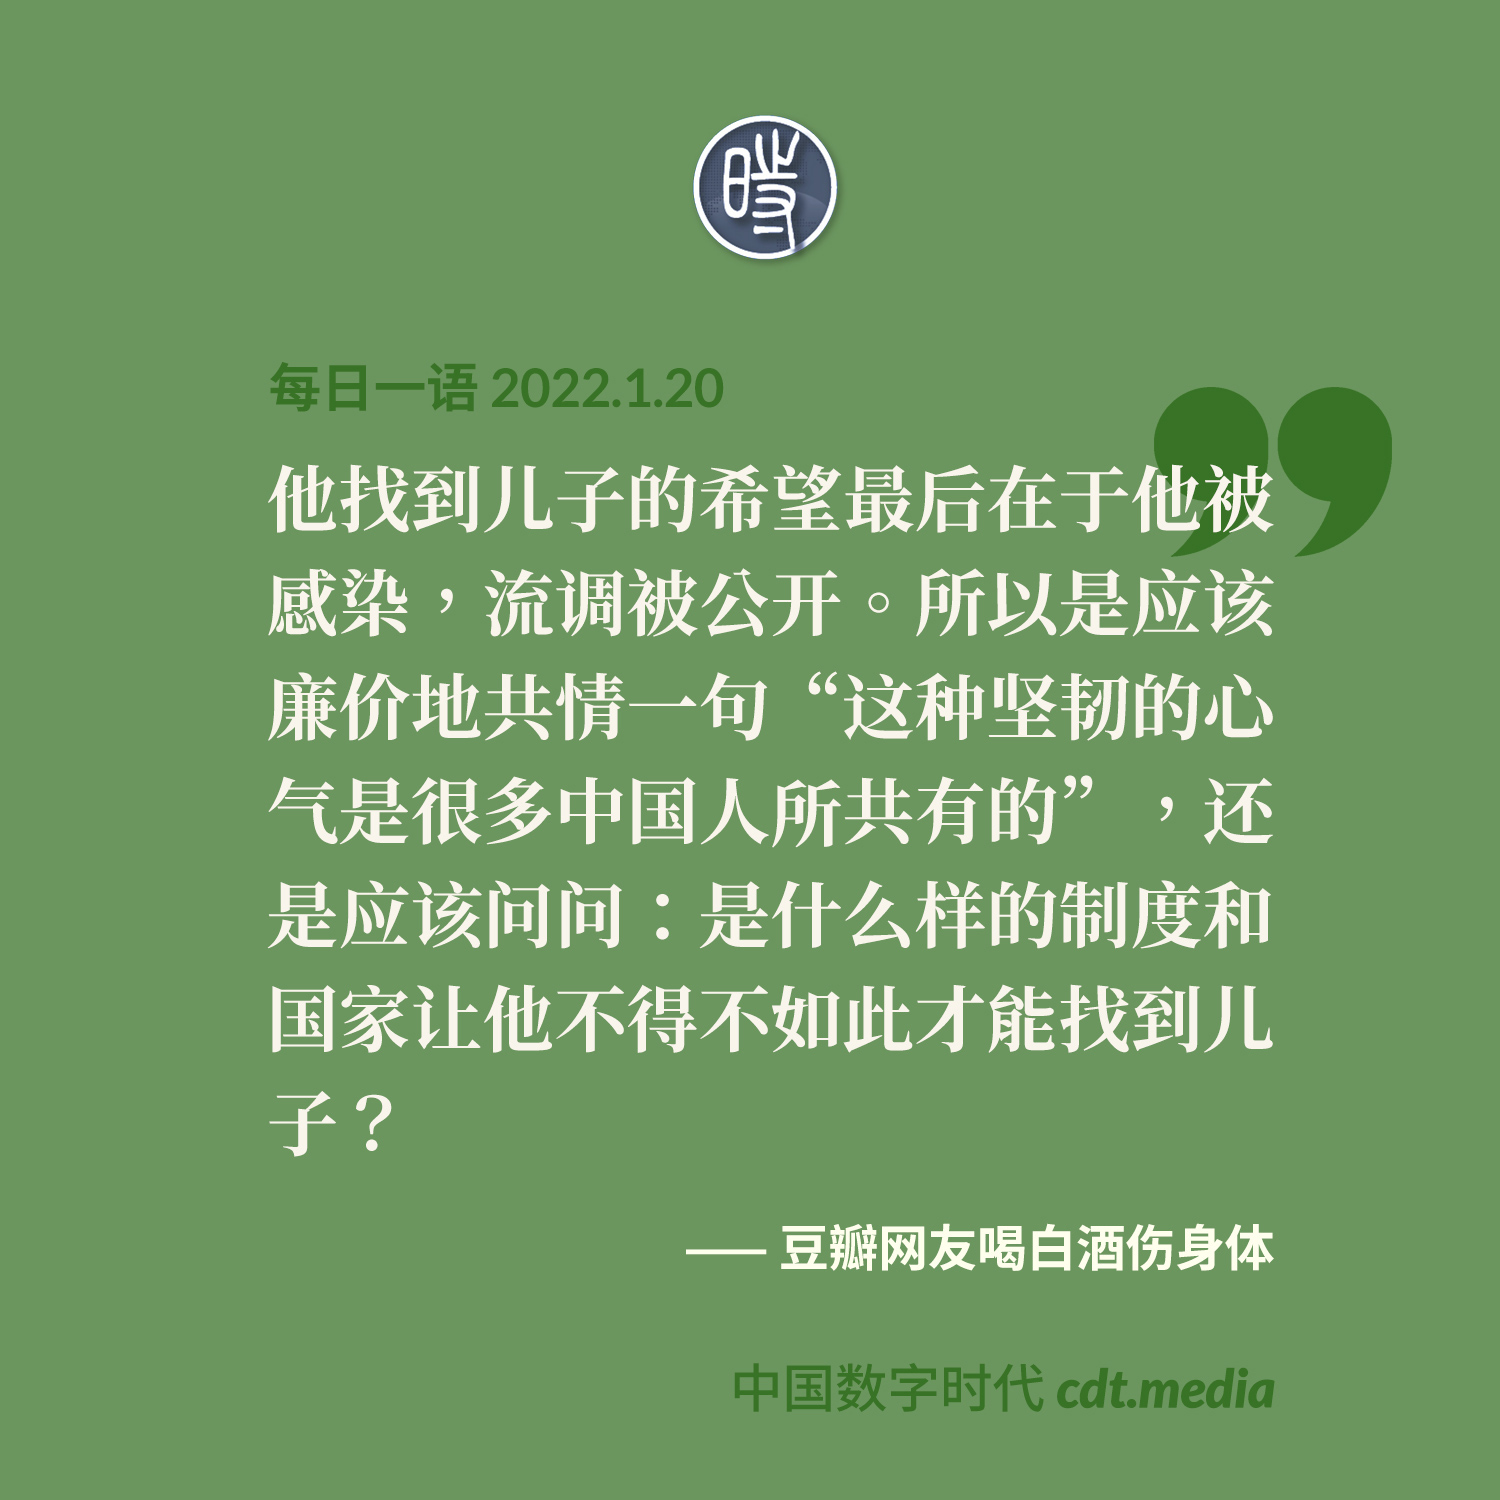 時
每日一语 2022.1.20
他找到儿子的希望最后在于他被
感染，流调被公开。所以是应该
廉价地共情一句“这种坚韧的心
气是很多中国人所共有的”，还
是应该问问：是什么样的制度和
国家让他不得不如此才能找到儿
子？
—— 豆瓣网友喝白酒伤身体
中国数字时代 cdt.media